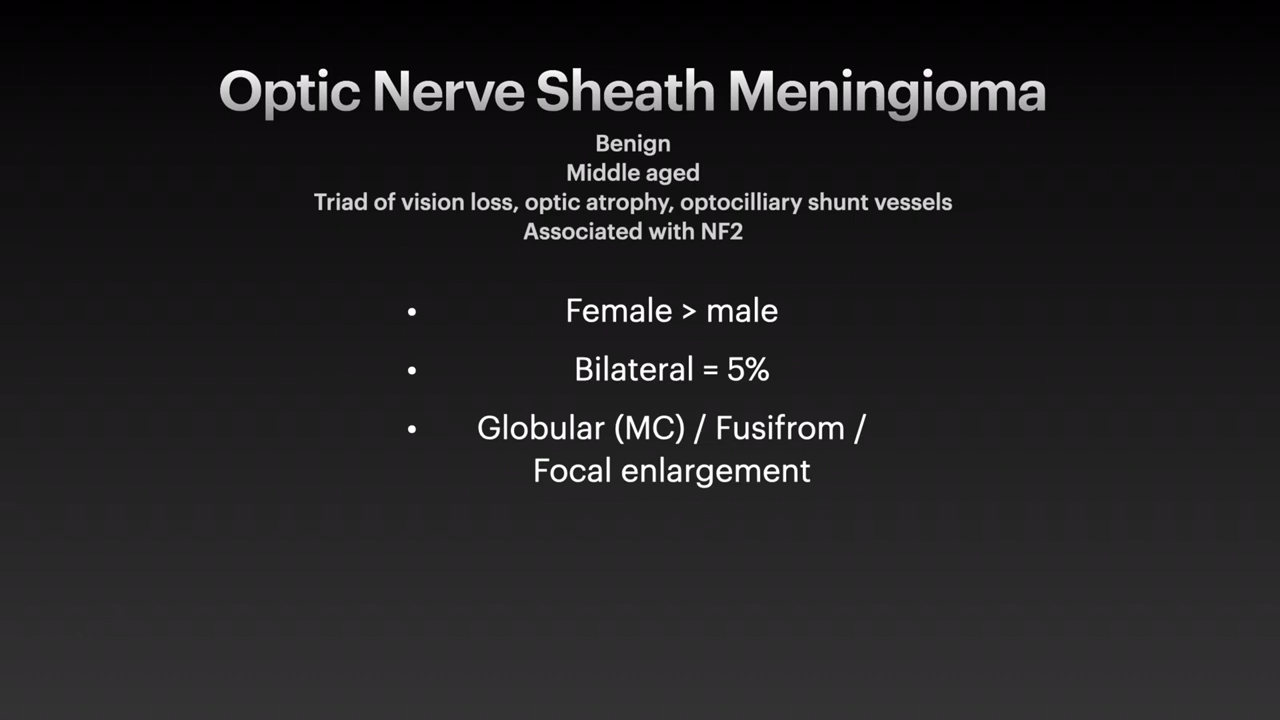 Optic Nerve Sheath Meningioma
Benign
Middle aged
Triad of vision loss, optic atrophy, optocilliary shunt vessels
Associated with NF2
• Female > male
• Bilateral = 5%
• Globular (MC) / Fusifrom /
Focal enlargement